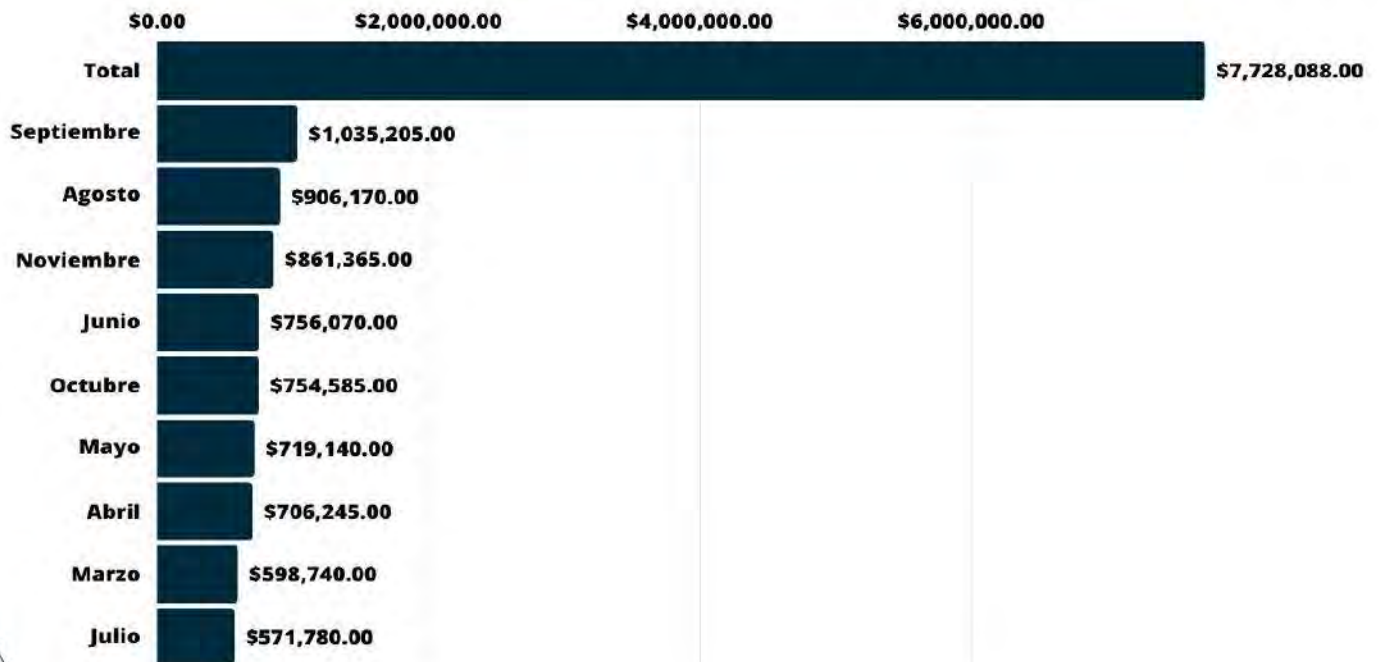 $0.00 $2,000,000.00 $4,000,000.00 $6,000,000.00
Total $7,728,088.00
Septiembre $1,035,205.00
Agosto $906,170.00
Noviembre $861,365.00
Junio $756,070.00
Octubre $754,585.00
Mayo $719,140.00
Abril $706,245.00
Marzo $598,740.00
Julio $571,780.00